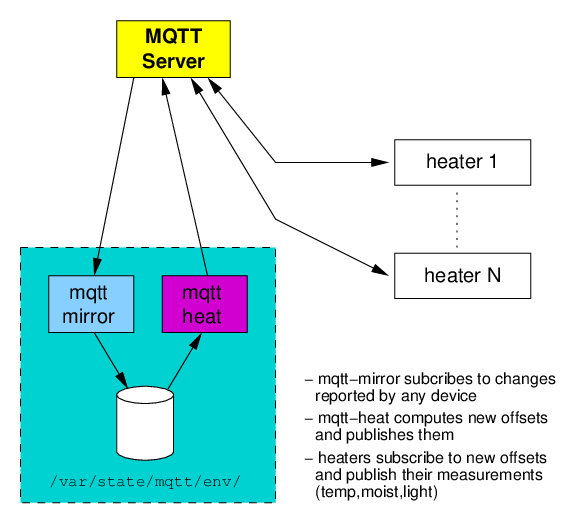 MQTT
Server
heater 1
heater N
mqtt
mirror
mqtt
heat
/var/state/mqtt/env/
− mqtt−mirror subcribes to changes
reported by any device
− mqtt−heat computes new offsets
and publishes them
− heaters subscribe to new offsets
and publish their measurements
(temp,moist,light)